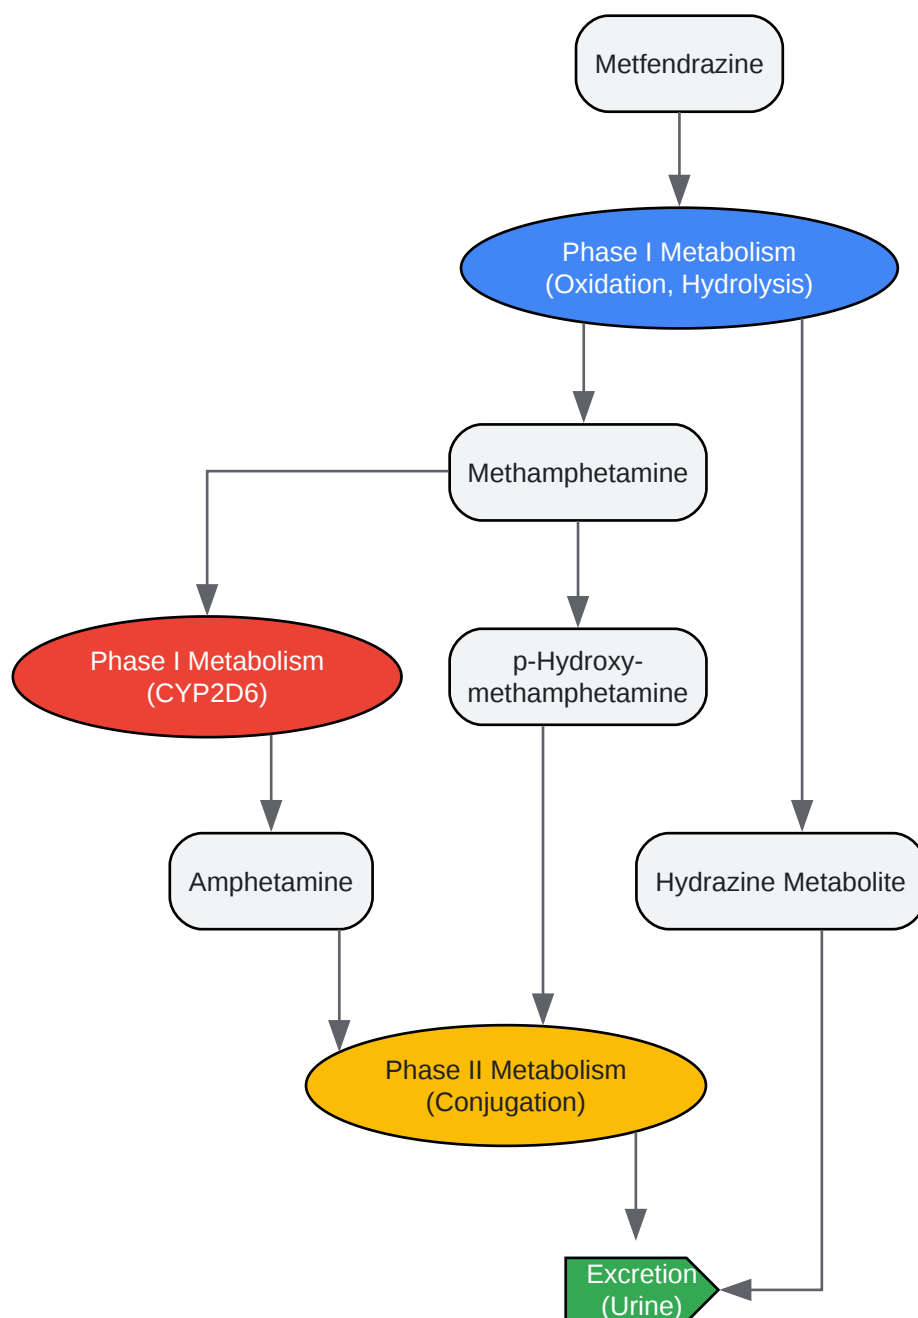 Metfendrazine
Phase I Metabolism
(Oxidation, Hydrolysis)
Methamphetamine
Phase I Metabolism
(CYP2D6)
p-Hydroxy-
methamphetamine
Amphetamine
Hydrazine Metabolite
Phase II Metabolism
(Conjugation)
Excretion
(Urine)